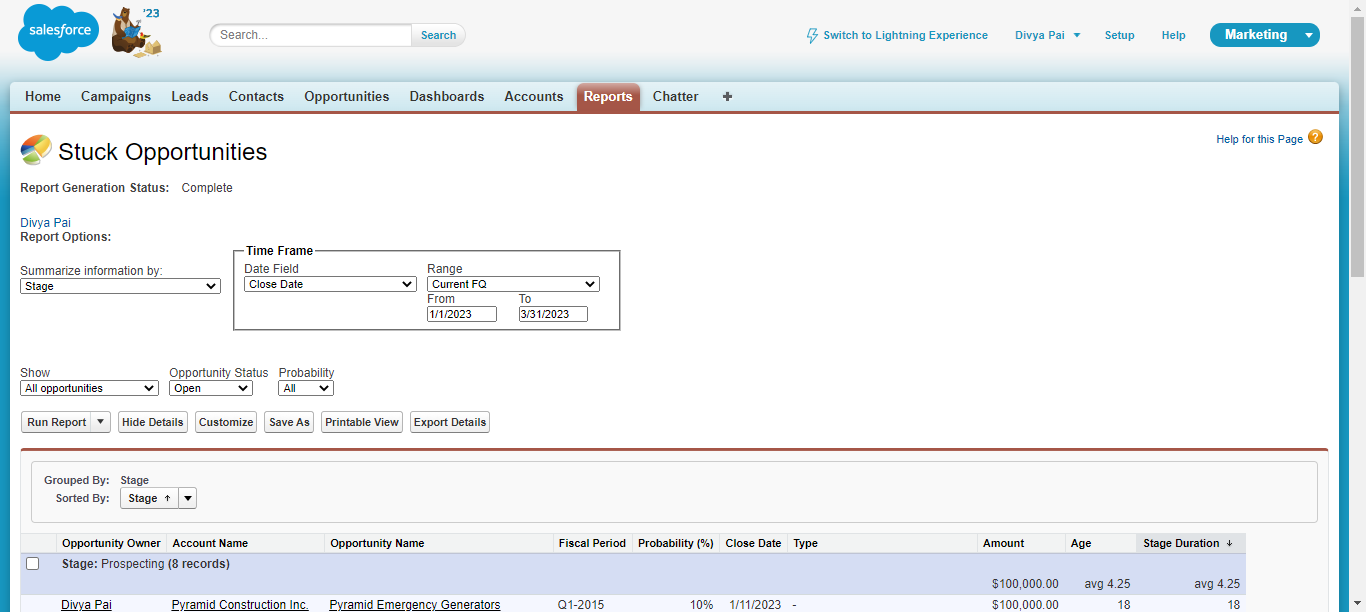 salesforce
'23
Search...
Search
Switch to Lightning Experience
Divya Pai
Setup
Help
Marketing
Home Campaigns Leads Contacts Opportunities Dashboards Accounts Reports Chatter +
Stuck Opportunities
Help for this Page ?
Report Generation Status: Complete
Divya Pai
Report Options:
Summarize information by:
Stage
Time Frame
Date Field Range
Close Date Current FQ
From To
1/1/2023 3/31/2023
Show Opportunity Status Probability
All opportunities Open All
Run Report Hide Details Customize Save As Printable View Export Details
Grouped By: Stage
Sorted By: Stage ↑
Opportunity Owner Account Name Opportunity Name Fiscal Period Probability (%) Close Date Type Amount Age Stage Duration ↓
Stage: Prospecting (8 records)
$100,000.00 avg 4.25 avg 4.25
Divya Pai Pyramid Construction Inc. Pyramid Emergency Generators Q1-2015 10% 1/11/2023 - $100,000.00 18 18